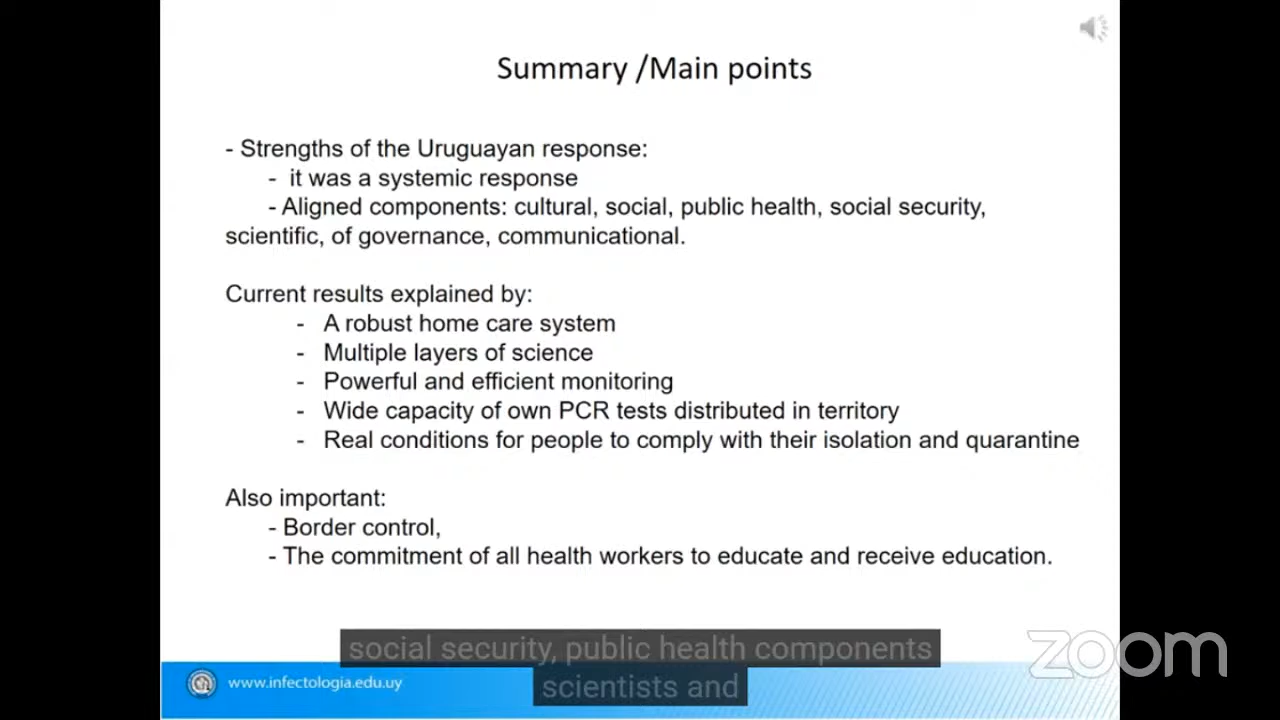 Summary /Main points
- Strengths of the Uruguayan response:
- it was a systemic response
- Aligned components: cultural, social, public health, social security,
scientific, of governance, communicational.
Current results explained by:
- A robust home care system
- Multiple layers of science
- Powerful and efficient monitoring
- Wide capacity of own PCR tests distributed in territory
- Real conditions for people to comply with their isolation and quarantine
Also important:
- Border control,
- The commitment of all health workers to educate and receive education.
social security, public health components
scientists and
zoom
www.infectologia.edu.uy